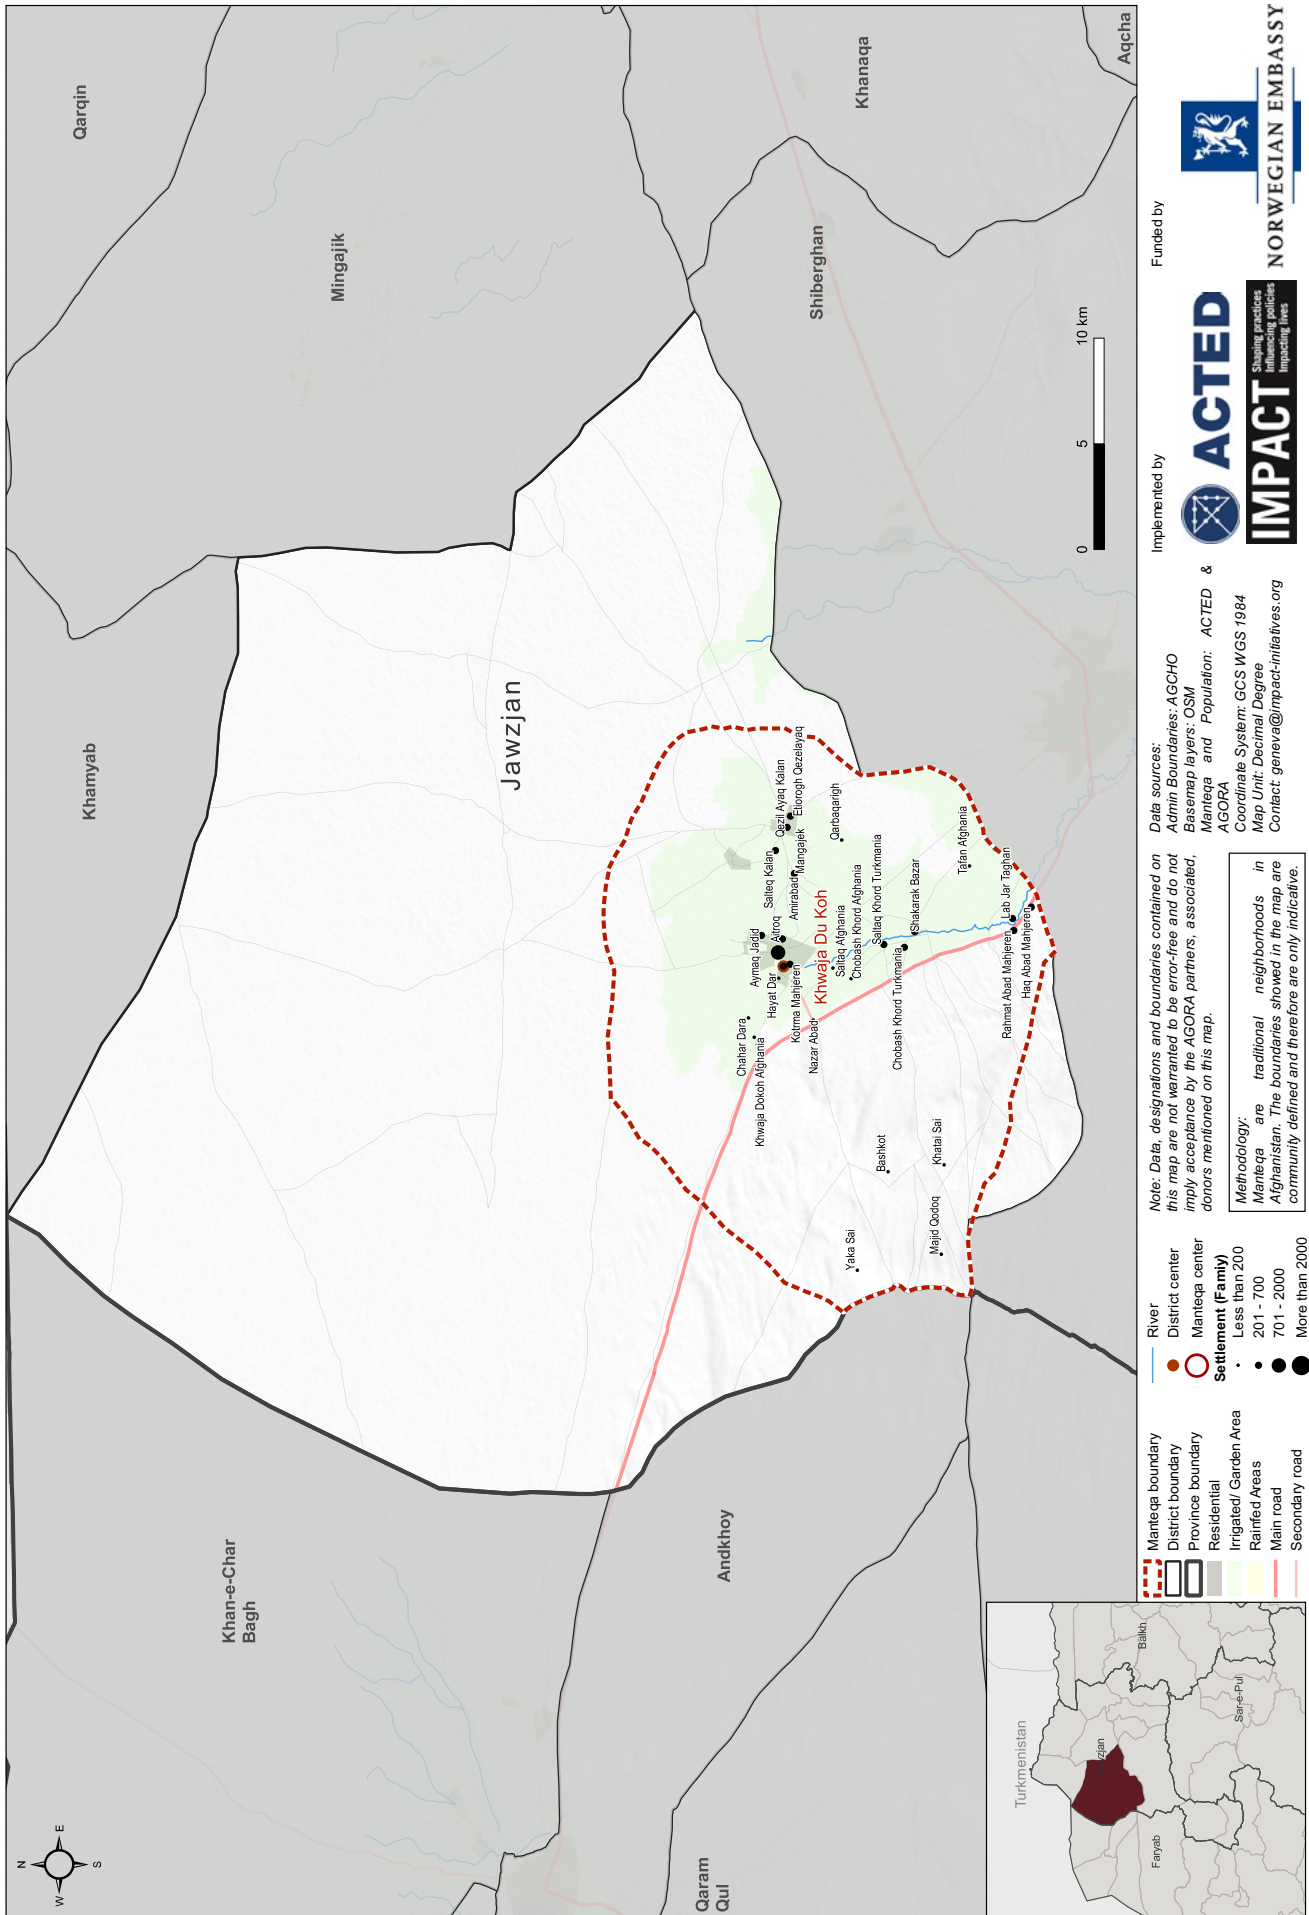 N
W
E
S
Qarqin
Khamyab
Mingajik
Khan-e-Char
Bagh
Jawzjan
Khanaqa
Aqcha
Shiberghan
Andkhoy
Qaram
Qul
Chahar Dara
Khwaja Dokoh Afghania
Aymaq Jadid
Hayat Dar
Aitroq
Kotrma Mahjeren
Nazar Abad
Khwaja Du Koh
Salteq Kalan
Qezil Ayaq Kalan
Etiorogh Qezelayaq
Mangajek
Amirabad
Qarbaqarigh
Saltaq Afghania
Chobash Khord Afghania
Saltaq Khord Turkmania
Chobash Khord Turkmania
Shakarak Bazar
Tafan Afghania
Yaka Sai
Bashkot
Khatai Sai
Majid Qodoq
Lab Jar Taghan
Rahmat Abad Mahjeren
Haq Abad Mahjeren
0
5
10 km
Turkmenistan
Balkh
Faryab
Sar-e-Pul
Manteqa boundary
District boundary
Province boundary
Residential
Irrigated/ Garden Area
Rainfed Areas
Main road
Secondary road
River
District center
Manteqa center
Settlement (Famiy)
Less than 200
201 - 700
701 - 2000
More than 2000
Note: Data, designations and boundaries contained on
this map are not warranted to be error-free and do not
imply acceptance by the AGORA partners, associated,
donors mentioned on this map.
Methodology:
Manteqa are traditional neighborhoods in
Afghanistan. The boundaries showed in the map are
community defined and therefore are only indicative.
Data sources:
Admin Boundaries: AGCHO
Basemap layers: OSM
Manteqa and Population: ACTED &
AGORA
Coordinate System: GCS WGS 1984
Map Unit: Decimal Degree
Contact: geneva@impact-initiatives.org
Implemented by
ACTED
IMPACT
Shaping practices
Influencing policies
Impacting lives
Funded by
NORWEGIAN EMBASSY